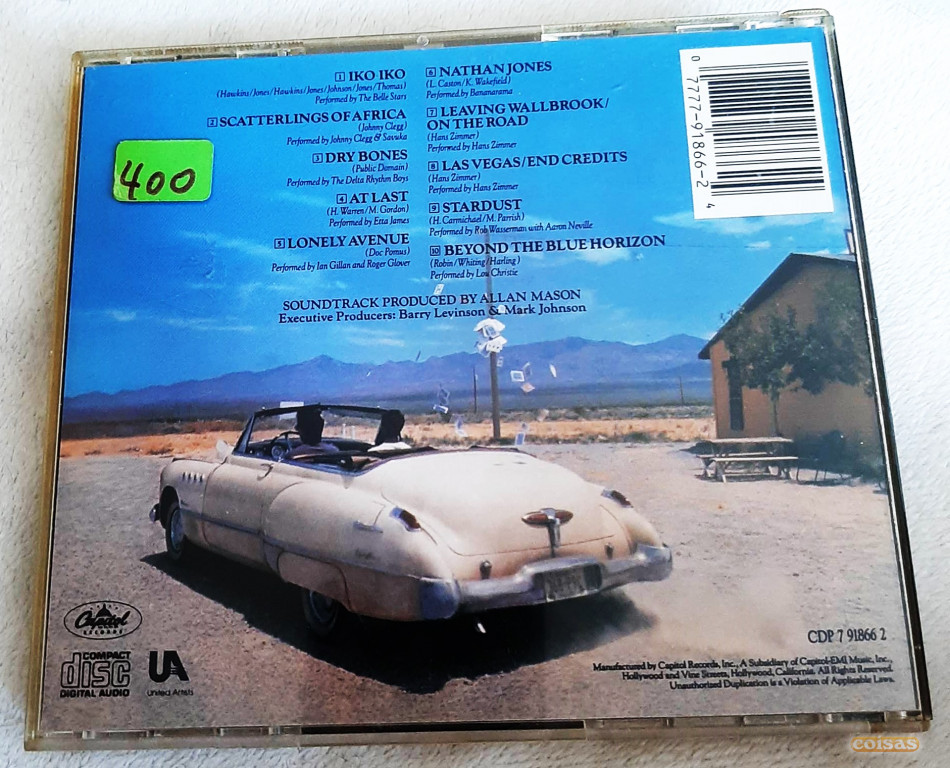 1 IKO IKO
(Hawkins/Jones/Hawkins/Jones/Johnson/Jones/Thomas)
Performed by The Belle Stars
2 SCATTERLINGS OF AFRICA
(Johnny Clegg)
Performed by Johnny Clegg & Savuka
3 DRY BONES
(Public Domain)
Performed by The Delta Rhythm Boys
4 AT LAST
(H. Warren/M. Gordon)
Performed by Etta James
5 LONELY AVENUE
(Doc Pomus)
Performed by Ian Gillan and Roger Glover
6 NATHAN JONES
(L. Caston/K. Wakefield)
Performed by Bananarama
7 LEAVING WALLBROOK/
ON THE ROAD
(Hans Zimmer)
Performed by Hans Zimmer
8 LAS VEGAS/END CREDITS
(Hans Zimmer)
Performed by Hans Zimmer
9 STARDUST
(H. Carmichael/M. Parrish)
Performed by Rob Wasserman with Aaron Neville
10 BEYOND THE BLUE HORIZON
(Robin/Whiting/Harling)
Performed by Lou Christie
SOUNDTRACK PRODUCED BY ALLAN MASON
Executive Producers: Barry Levinson & Mark Johnson
400
0 7777-91866-2 4
Capitol
RECORDS
COMPACT
disc
DIGITAL AUDIO
UA
United Artists
CDP 7 91866 2
Manufactured by Capitol Records, Inc., A Subsidiary of Capitol-EMI Music, Inc.,
Hollywood and Vine Streets, Hollywood, California. All Rights Reserved.
Unauthorized Duplication is a Violation of Applicable Laws.
coisas